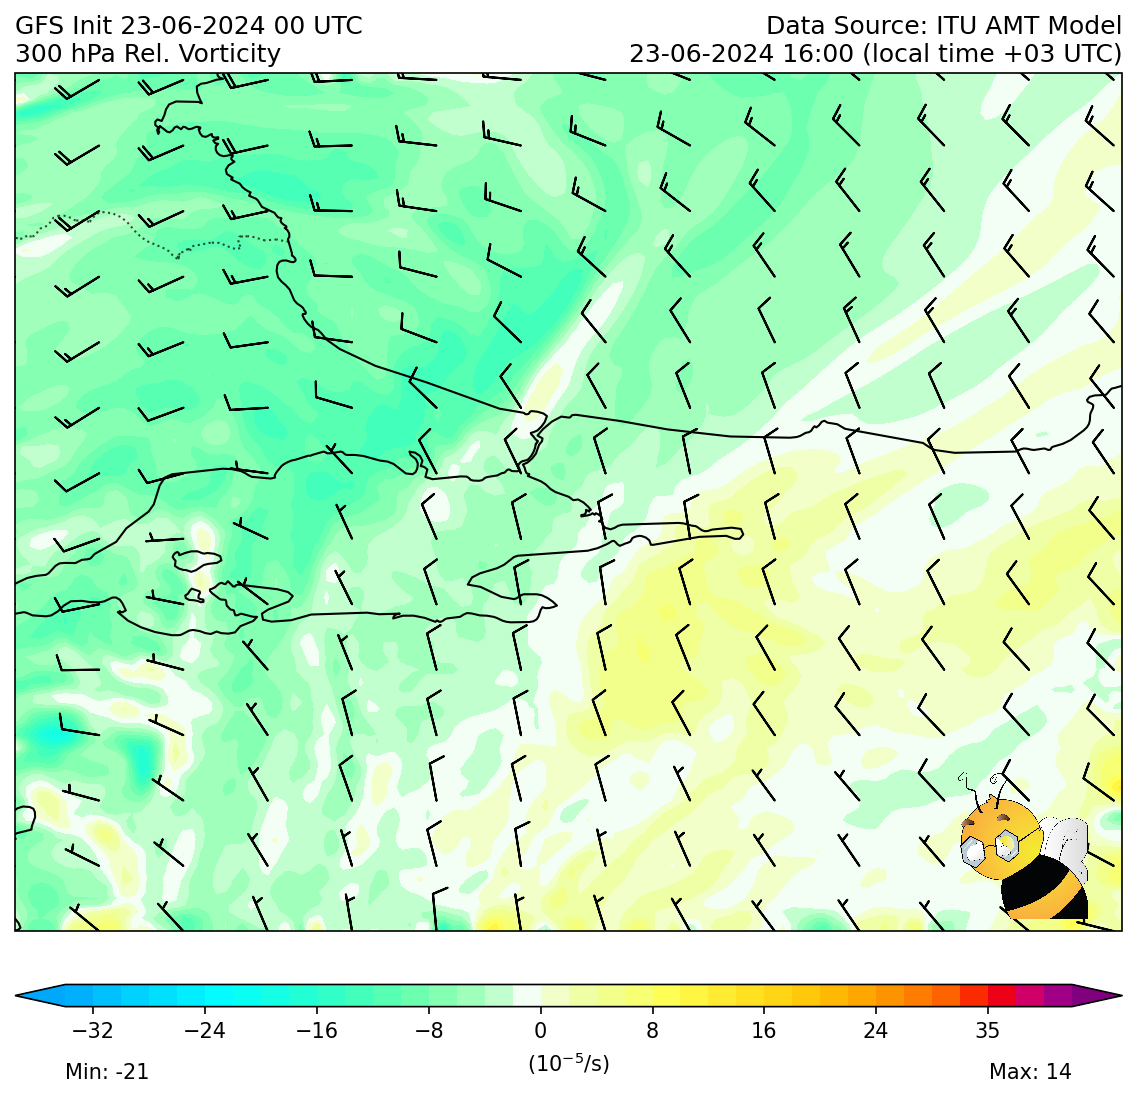 GFS Init 23-06-2024 00 UTC
Data Source: ITU AMT Model
300 hPa Rel. Vorticity
23-06-2024 16:00 (local time +03 UTC)
−32 −24 −16 −8 0 8 16 24 35
(10⁻⁵/s)
Min: -21
Max: 14